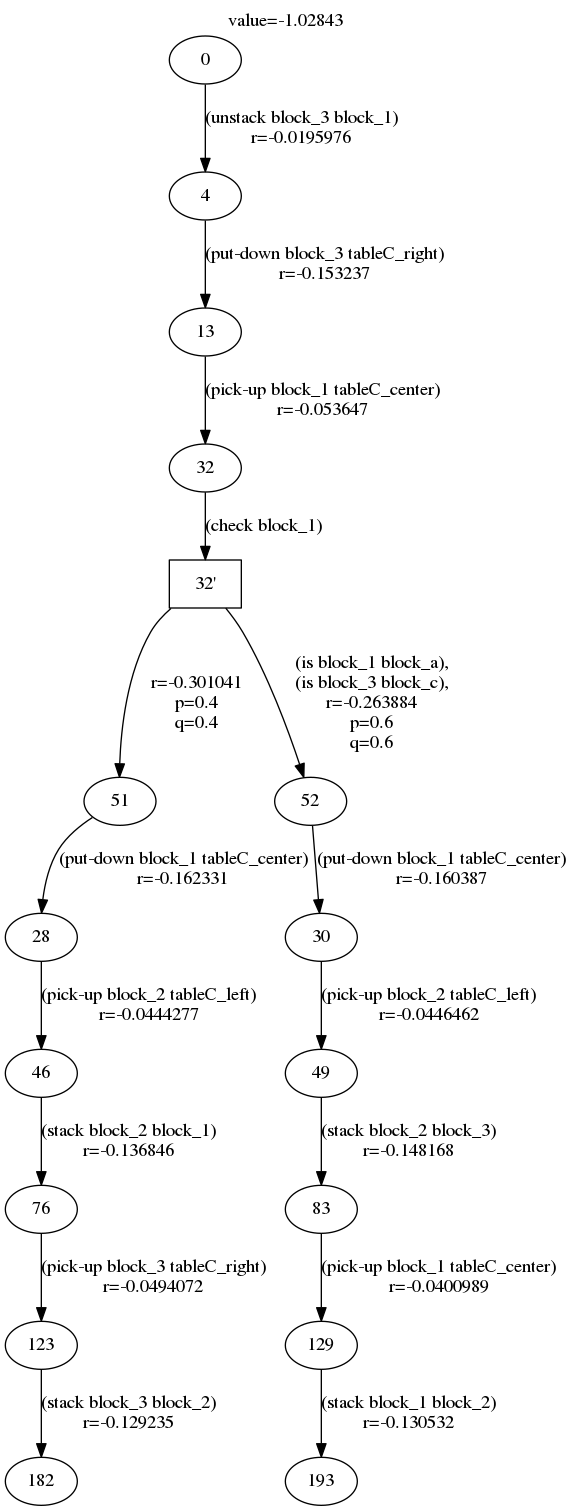 value=-1.02843
0
(unstack block_3 block_1)
r=-0.0195976
4
(put-down block_3 tableC_right)
r=-0.153237
13
(pick-up block_1 tableC_center)
r=-0.053647
32
(check block_1)
32'
r=-0.301041
p=0.4
q=0.4
(is block_1 block_a),
(is block_3 block_c),
r=-0.263884
p=0.6
q=0.6
51
52
(put-down block_1 tableC_center)
r=-0.162331
(put-down block_1 tableC_center)
r=-0.160387
28
30
(pick-up block_2 tableC_left)
r=-0.0444277
(pick-up block_2 tableC_left)
r=-0.0446462
46
49
(stack block_2 block_1)
r=-0.136846
(stack block_2 block_3)
r=-0.148168
76
83
(pick-up block_3 tableC_right)
r=-0.0494072
(pick-up block_1 tableC_center)
r=-0.0400989
123
129
(stack block_3 block_2)
r=-0.129235
(stack block_1 block_2)
r=-0.130532
182
193